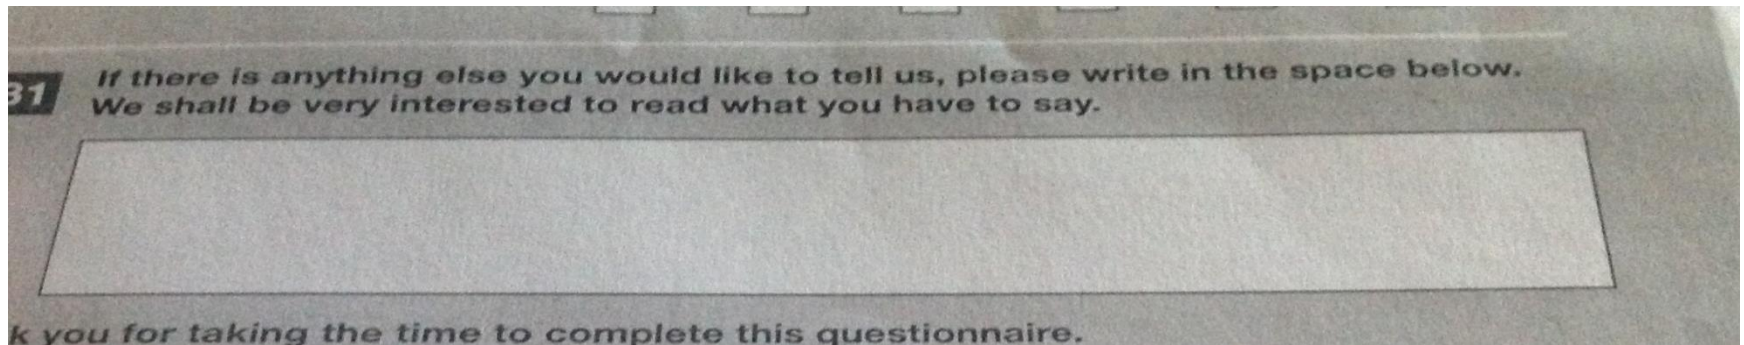 31 If there is anything else you would like to tell us, please write in the space below.
We shall be very interested to read what you have to say.
k you for taking the time to complete this questionnaire.